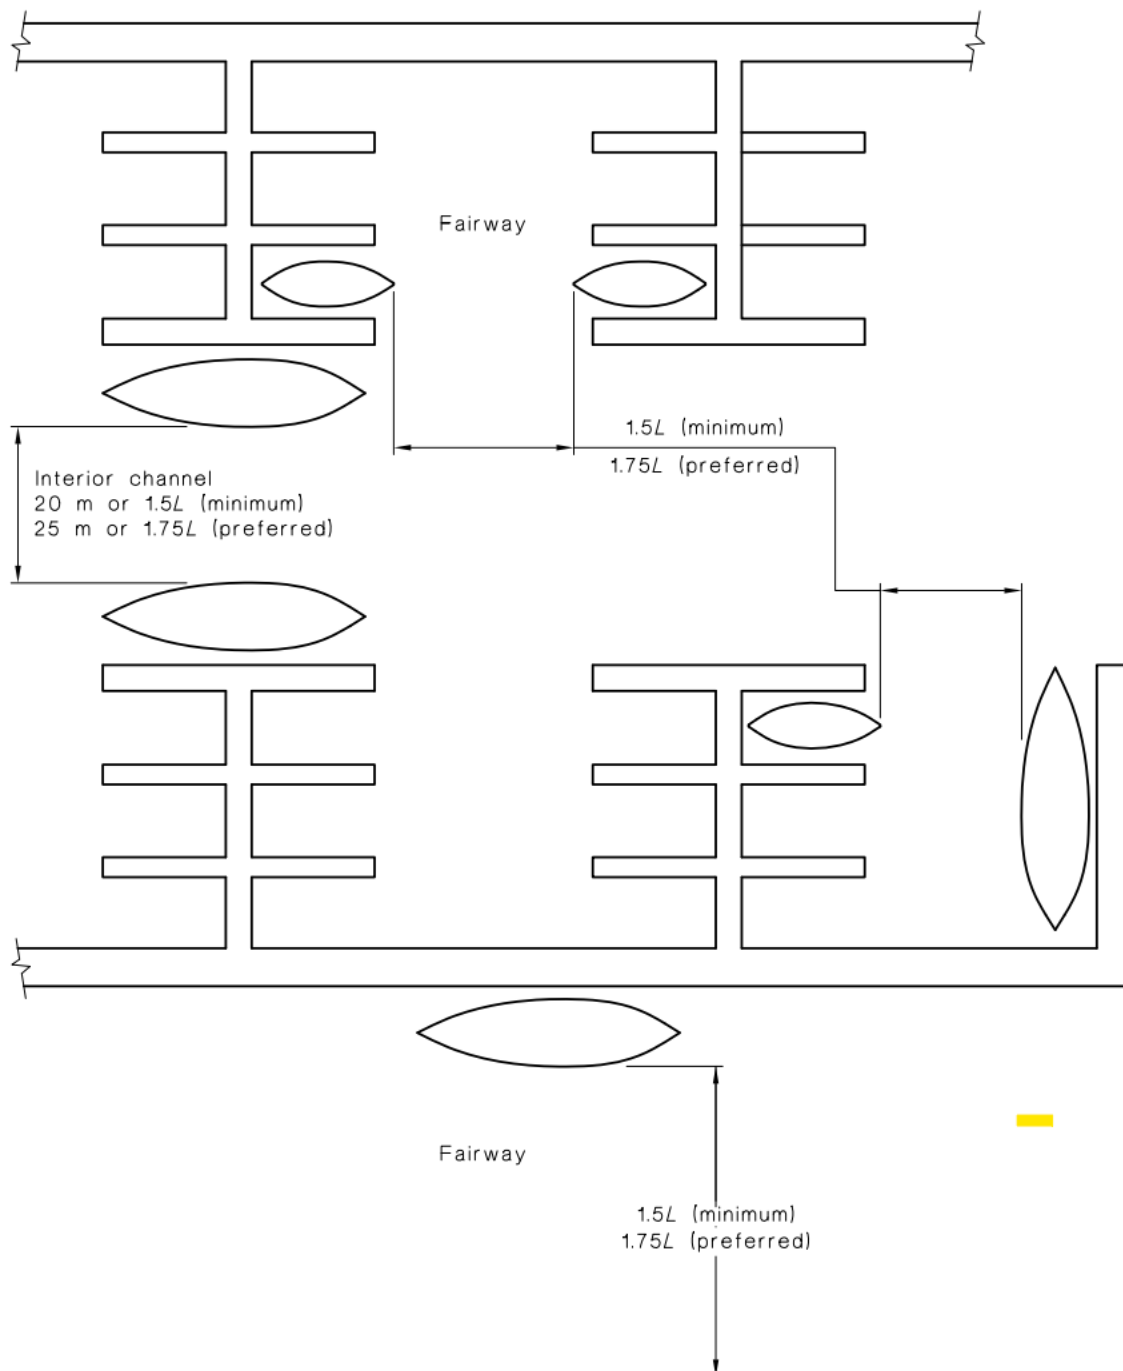 Fairway
1.5L (minimum)
1.75L (preferred)
Interior channel
20 m or 1.5L (minimum)
25 m or 1.75L (preferred)
Fairway
1.5L (minimum)
1.75L (preferred)